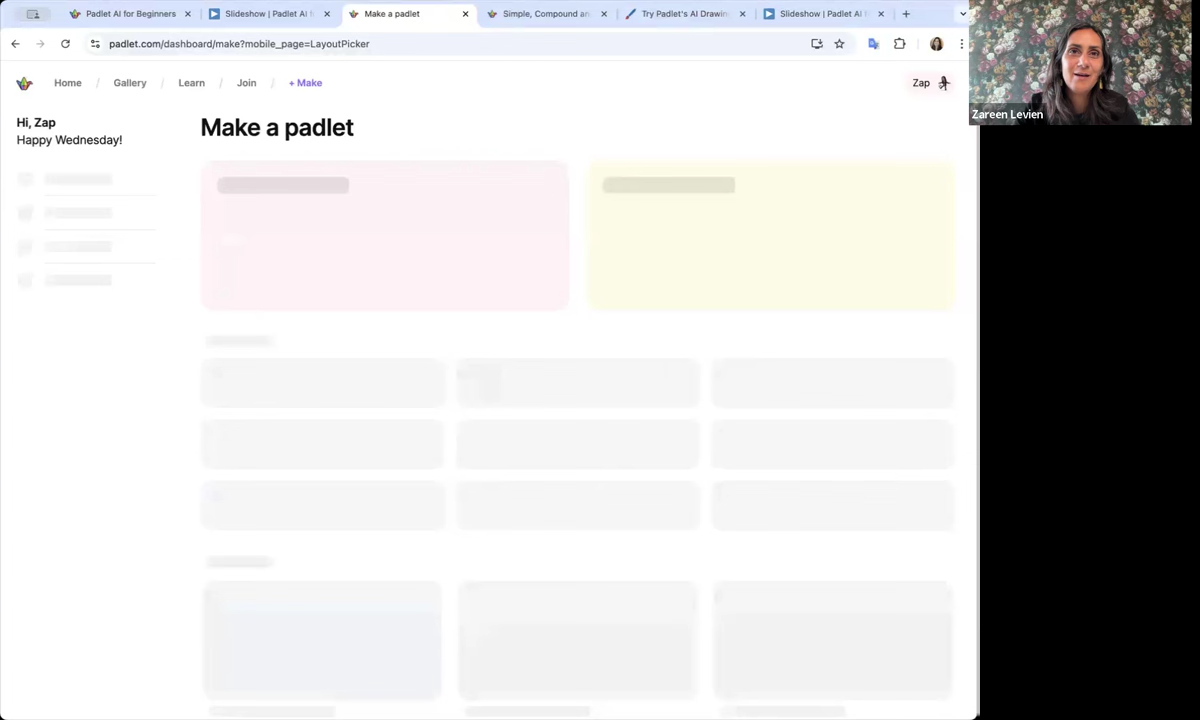 Padlet AI for Beginners
Slideshow | Padlet AI f
Make a padlet
Simple, Compound an
Try Padlet's AI Drawin
Slideshow | Padlet AI
padlet.com/dashboard/make?mobile_page=LayoutPicker
Home / Gallery / Learn / Join / + Make
Zap
Zareen Levien
Hi, Zap
Happy Wednesday!
Make a padlet